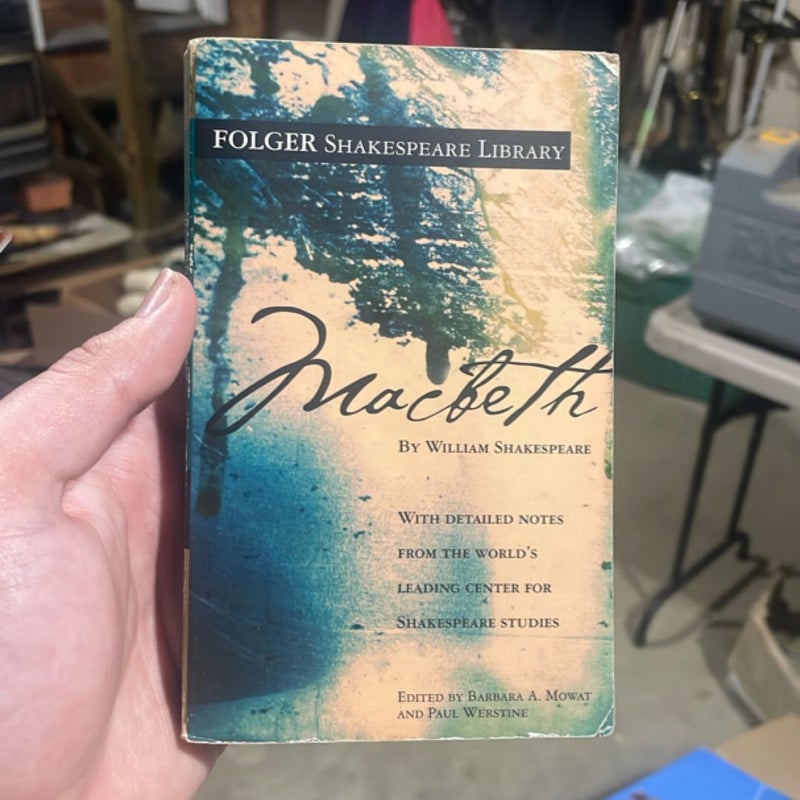 FOLGER SHAKESPEARE LIBRARY
Macbeth
BY WILLIAM SHAKESPEARE
WITH DETAILED NOTES
FROM THE WORLD'S
LEADING CENTER FOR
SHAKESPEARE STUDIES
EDITED BY BARBARA A. MOWAT
AND PAUL WERSTINE